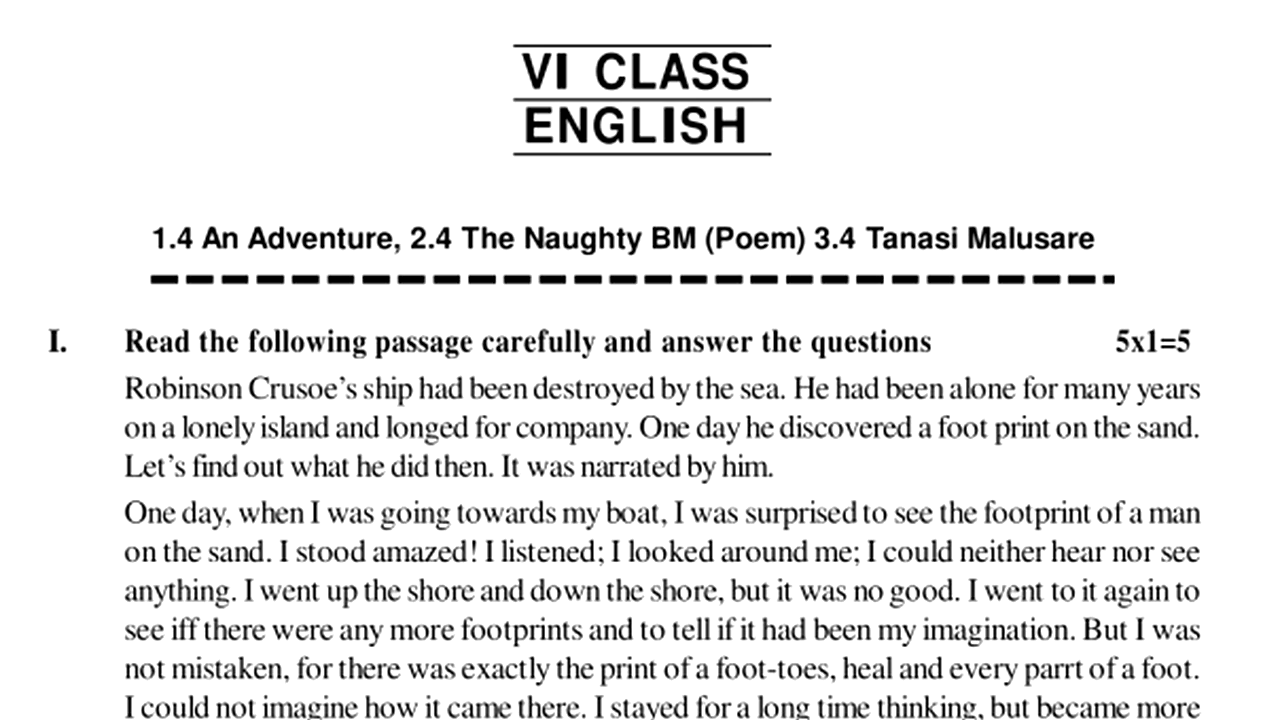 VI CLASS
ENGLISH
1.4 An Adventure, 2.4 The Naughty BM (Poem) 3.4 Tanasi Malusare
I. Read the following passage carefully and answer the questions 5x1=5
Robinson Crusoe’s ship had been destroyed by the sea. He had been alone for many years
on a lonely island and longed for company. One day he discovered a foot print on the sand.
Let’s find out what he did then. It was narrated by him.
One day, when I was going towards my boat, I was surprised to see the footprint of a man
on the sand. I stood amazed! I listened; I looked around me; I could neither hear nor see
anything. I went up the shore and down the shore, but it was no good. I went to it again to
see iff there were any more footprints and to tell if it had been my imagination. But I was
not mistaken, for there was exactly the print of a foot-toes, heal and every parrt of a foot.
I could not imagine how it came there. I stayed for a long time thinking, but became more